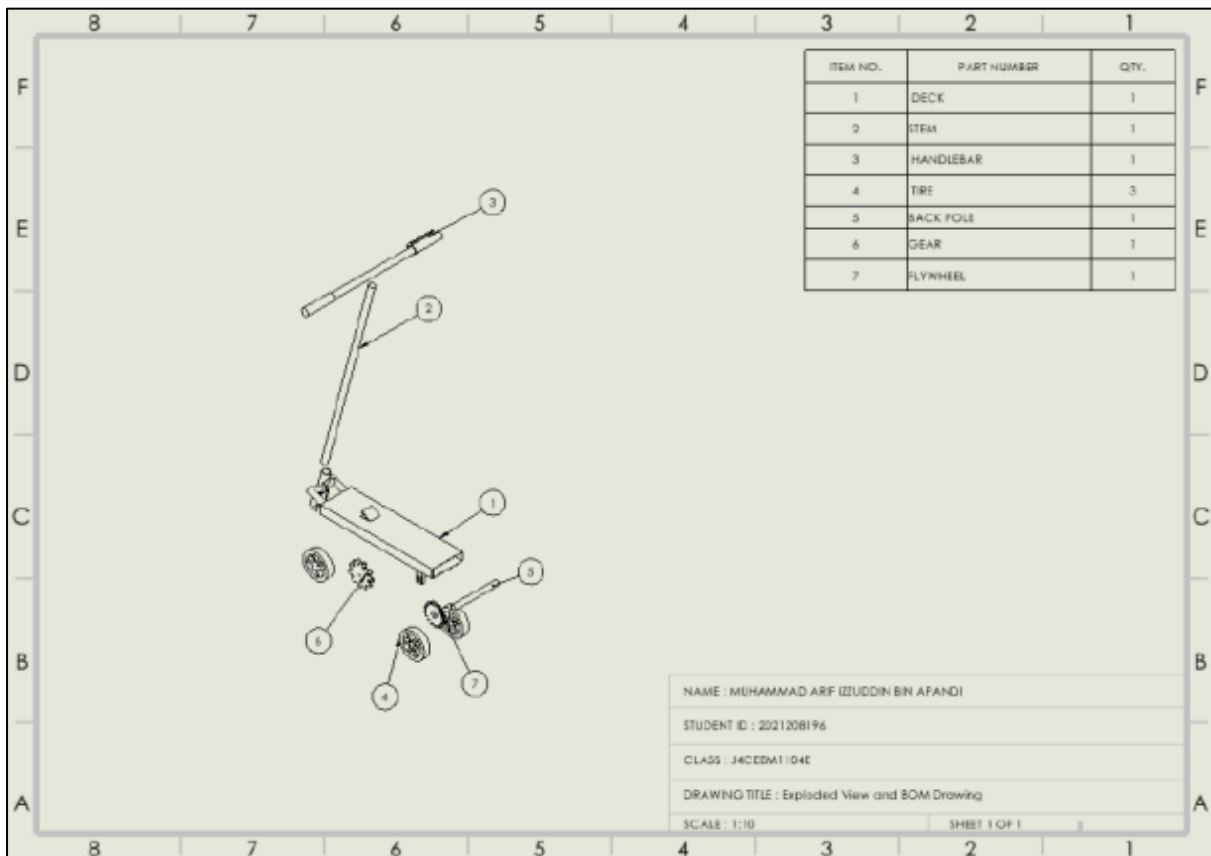 8 7 6 5 4 3 2 1
F F
E E
D D
C C
B B
A A
ITEM NO. PART NUMBER QTY.
1 DECK 1
2 STEM 1
3 HANDLEBAR 1
4 TIRE 3
5 BACK POLE 1
6 GEAR 1
7 FLYWHEEL 1
3
2
1
5
6
4
7
NAME : MUHAMMAD ARIF IZZUDDIN BIN AFANDI
STUDENT ID : 2021208196
CLASS :
DRAWING TITLE : Exploded View and BOM Drawing
SCALE : 1:10 SHEET 1 OF 1
8 7 6 5 4 3 2 1